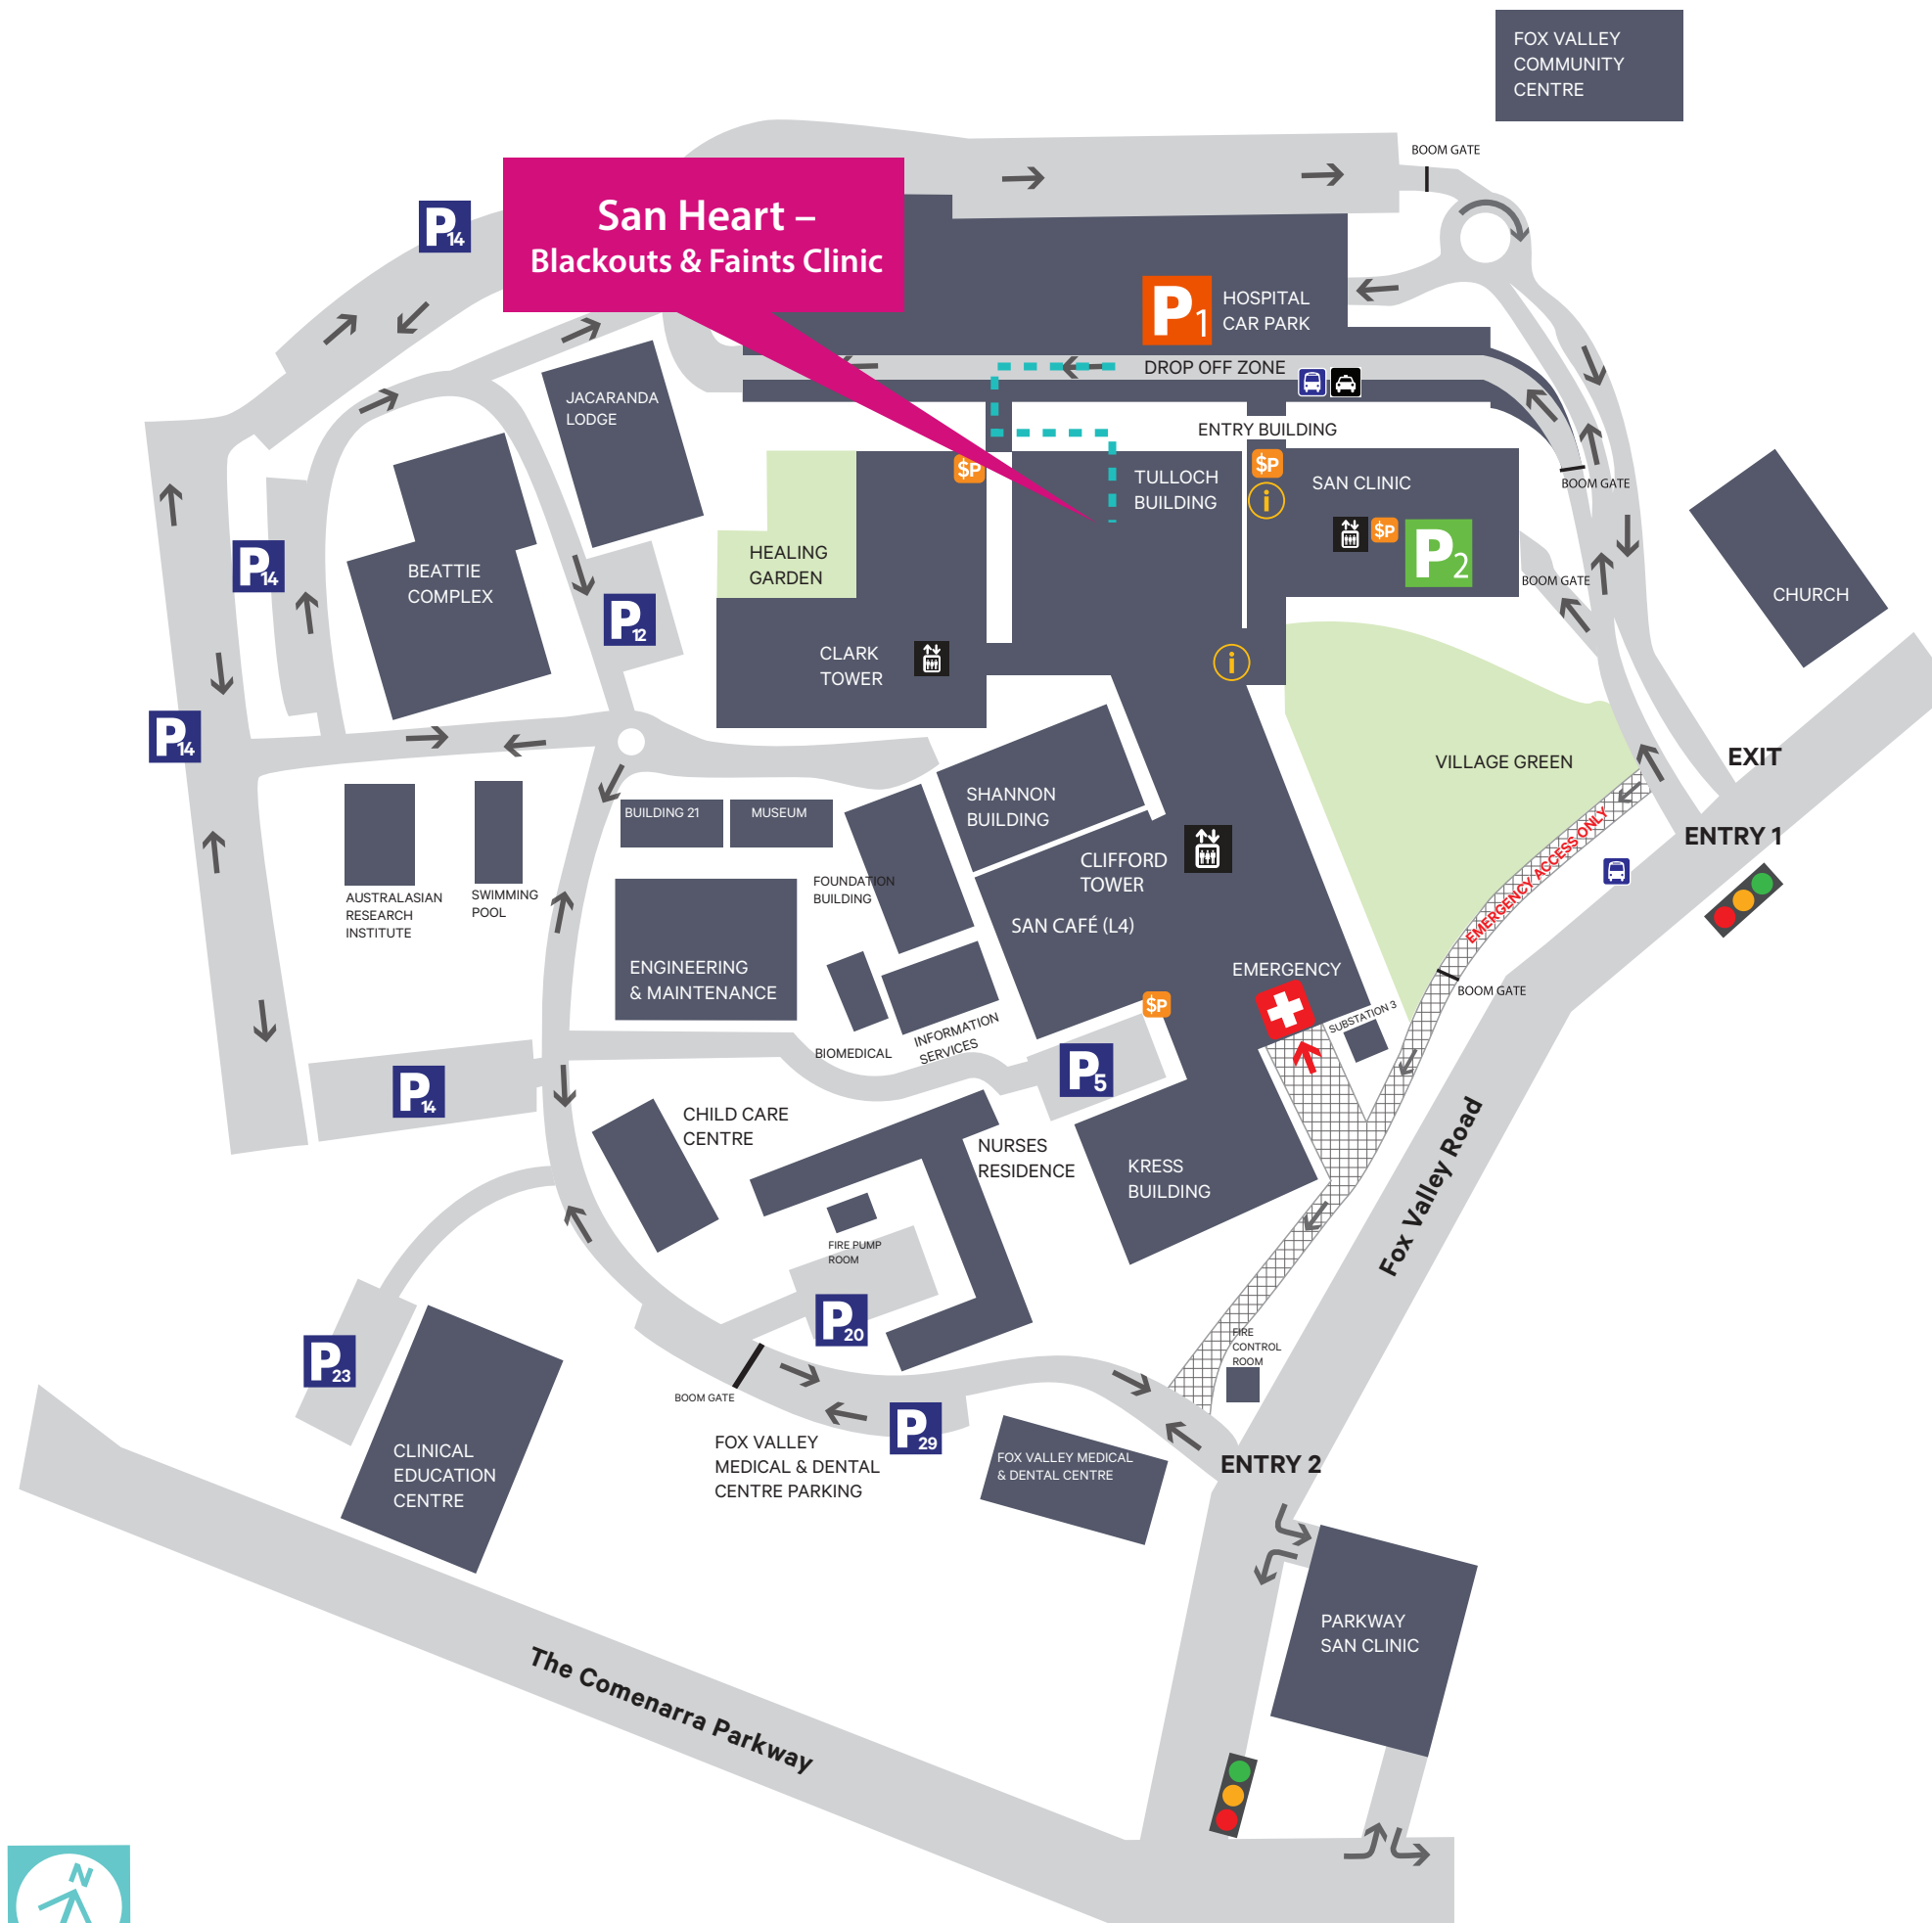 FOX VALLEY
COMMUNITY
CENTRE
BOOM GATE
San Heart –
Blackouts & Faints Clinic
P14
P1
HOSPITAL
CAR PARK
DROP OFF ZONE
JACARANDA
LODGE
ENTRY BUILDING
$P
$P
i
TULLOCH
BUILDING
SAN CLINIC
BOOM GATE
$P
P2
HEALING
GARDEN
P14
BEATTIE
COMPLEX
BOOM GATE
CHURCH
P12
CLARK
TOWER
i
P14
VILLAGE GREEN
EXIT
SHANNON
BUILDING
BUILDING 21
MUSEUM
ENTRY 1
EMERGENCY ACCESS ONLY
CLIFFORD
TOWER
SAN CAFÉ (L4)
FOUNDATION
BUILDING
AUSTRALASIAN
RESEARCH
INSTITUTE
SWIMMING
POOL
ENGINEERING
& MAINTENANCE
EMERGENCY
BOOM GATE
$P
SUBSTATION 3
INFORMATION
SERVICES
BIOMEDICAL
P5
P14
CHILD CARE
CENTRE
NURSES
RESIDENCE
KRESS
BUILDING
Fox Valley Road
FIRE PUMP
ROOM
P20
P23
FIRE
CONTROL
ROOM
BOOM GATE
P29
FOX VALLEY
MEDICAL & DENTAL
CENTRE PARKING
FOX VALLEY MEDICAL
& DENTAL CENTRE
ENTRY 2
CLINICAL
EDUCATION
CENTRE
PARKWAY
SAN CLINIC
The Comenarra Parkway
N